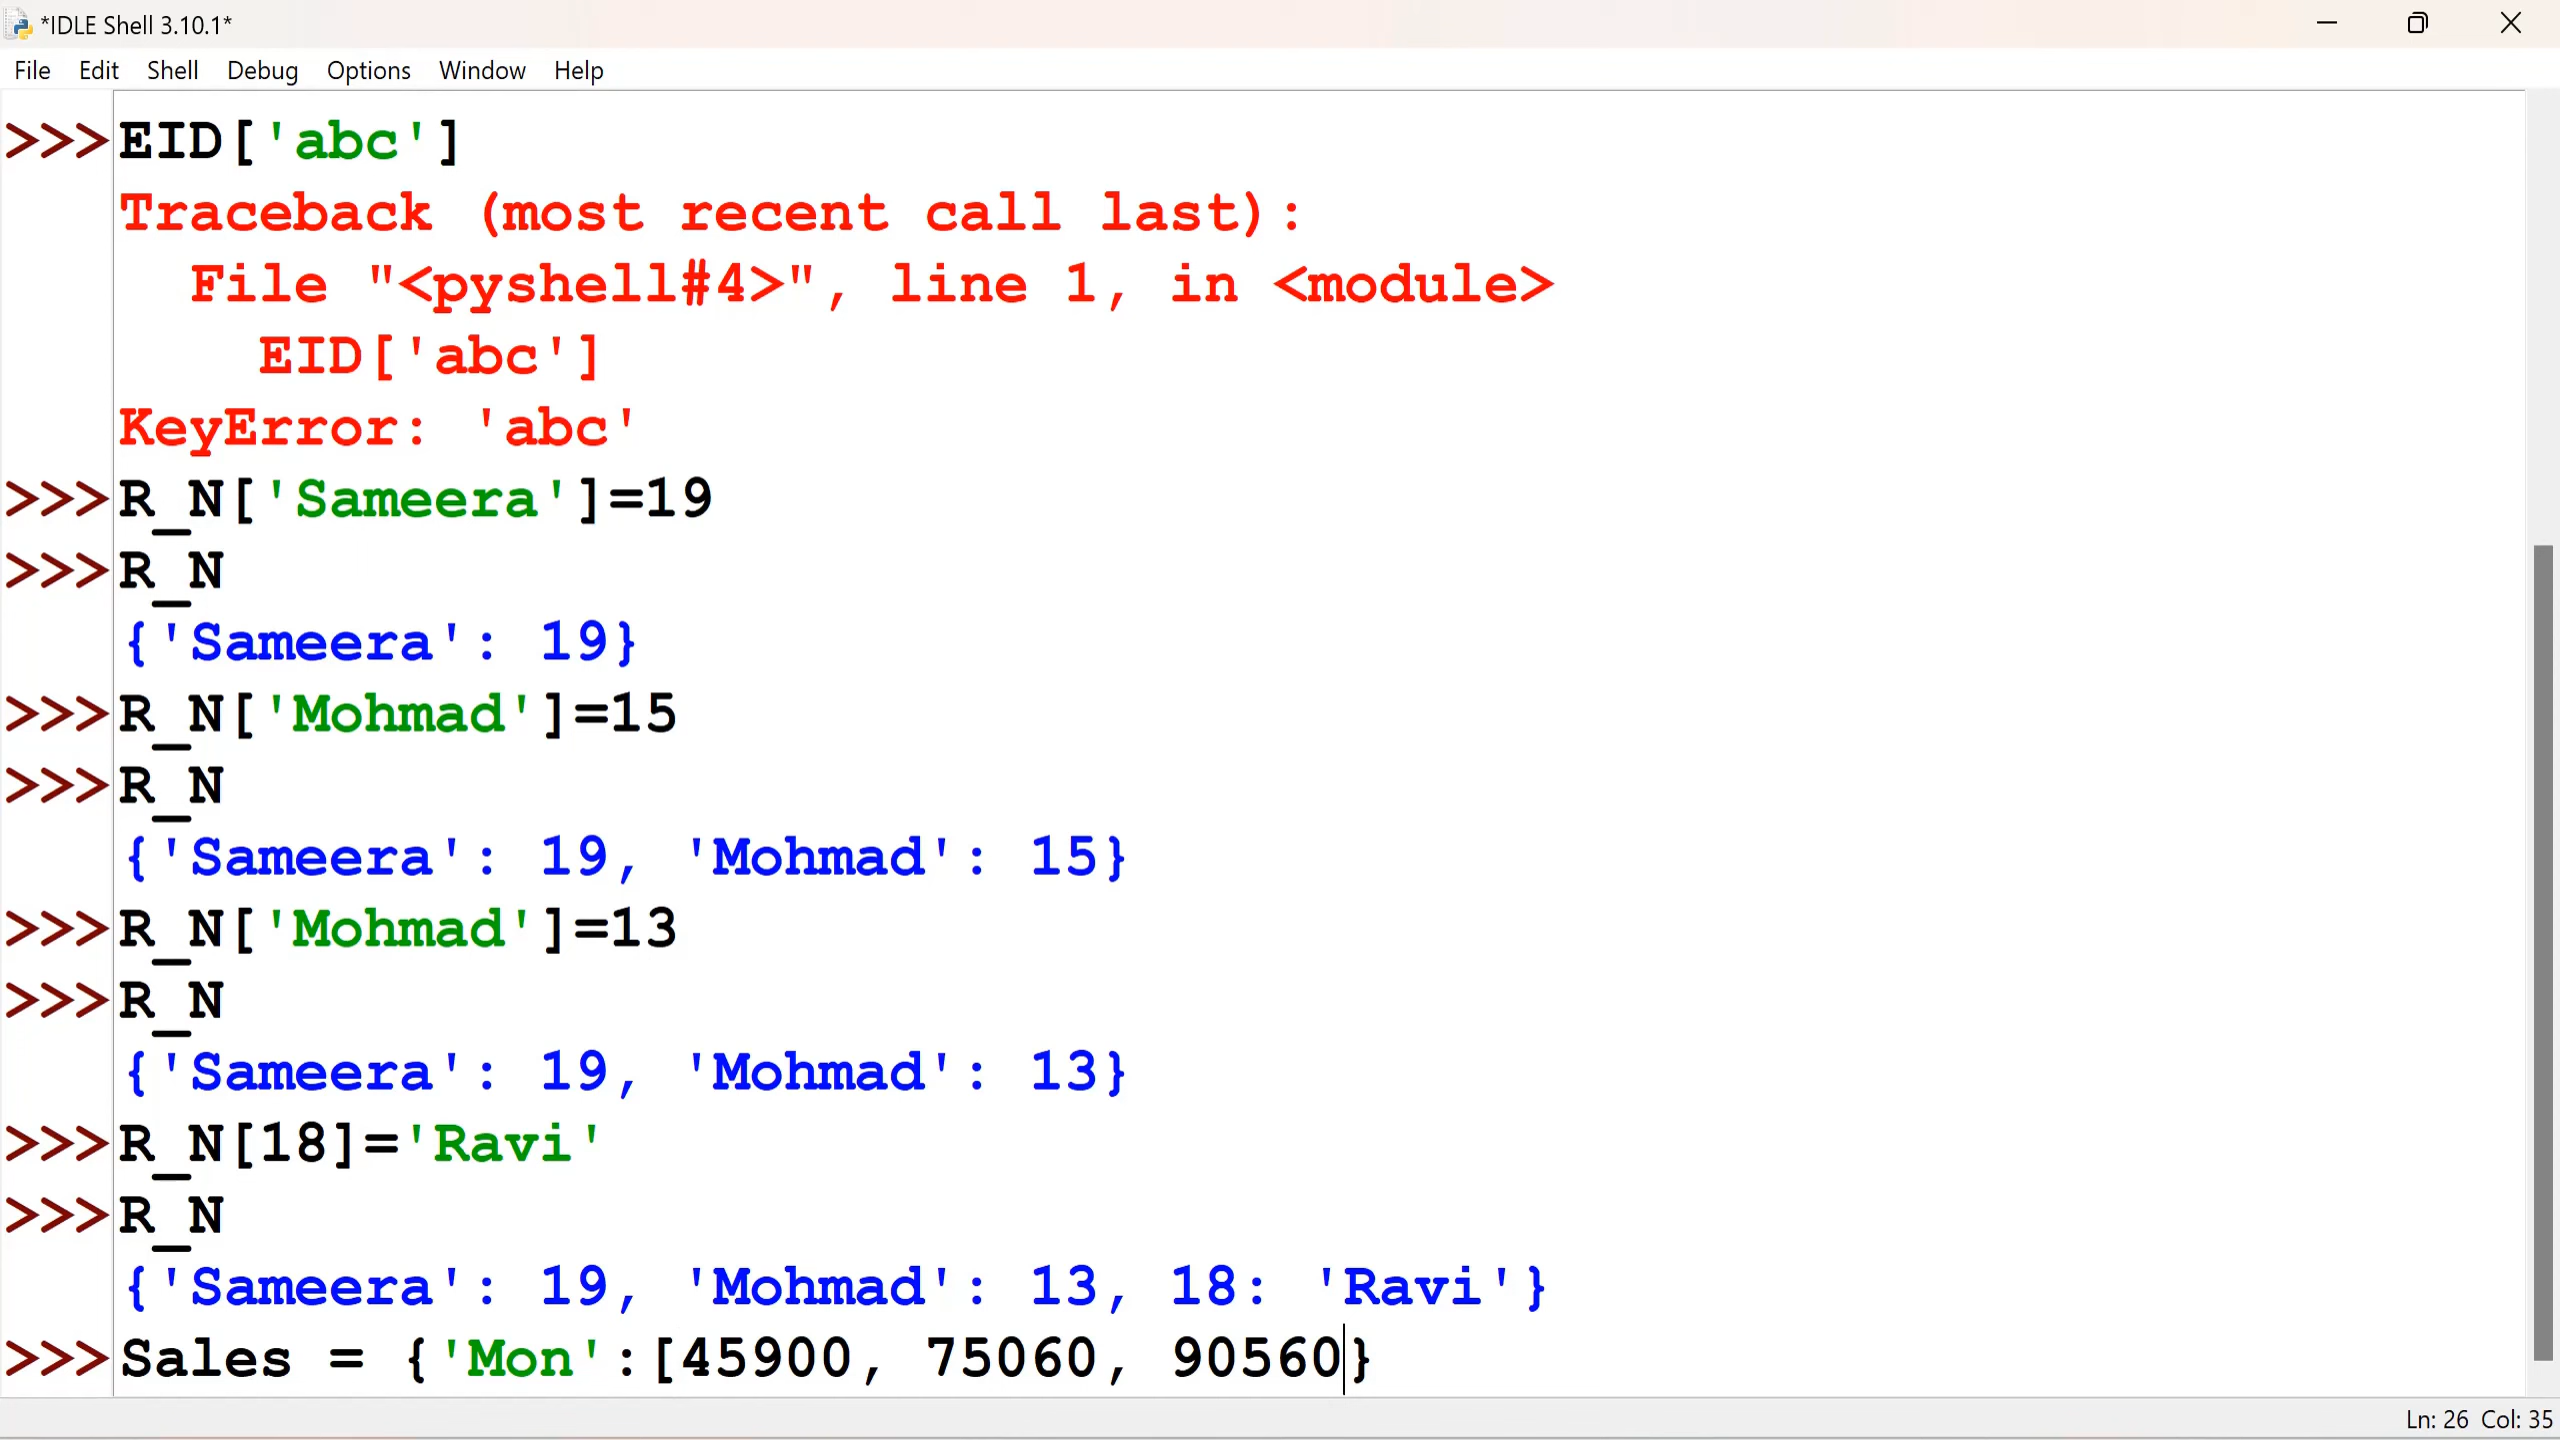 *IDLE Shell 3.10.1*
File Edit Shell Debug Options Window Help
>>> EID['abc']
Traceback (most recent call last):
  File "<pyshell#4>", line 1, in <module>
    EID['abc']
KeyError: 'abc'
>>> R_N['Sameera']=19
>>> R_N
{'Sameera': 19}
>>> R_N['Mohmad']=15
>>> R_N
{'Sameera': 19, 'Mohmad': 15}
>>> R_N['Mohmad']=13
>>> R_N
{'Sameera': 19, 'Mohmad': 13}
>>> R_N[18]='Ravi'
>>> R_N
{'Sameera': 19, 'Mohmad': 13, 18: 'Ravi'}
>>> Sales = {'Mon':[45900, 75060, 90560}
Ln: 26 Col: 35